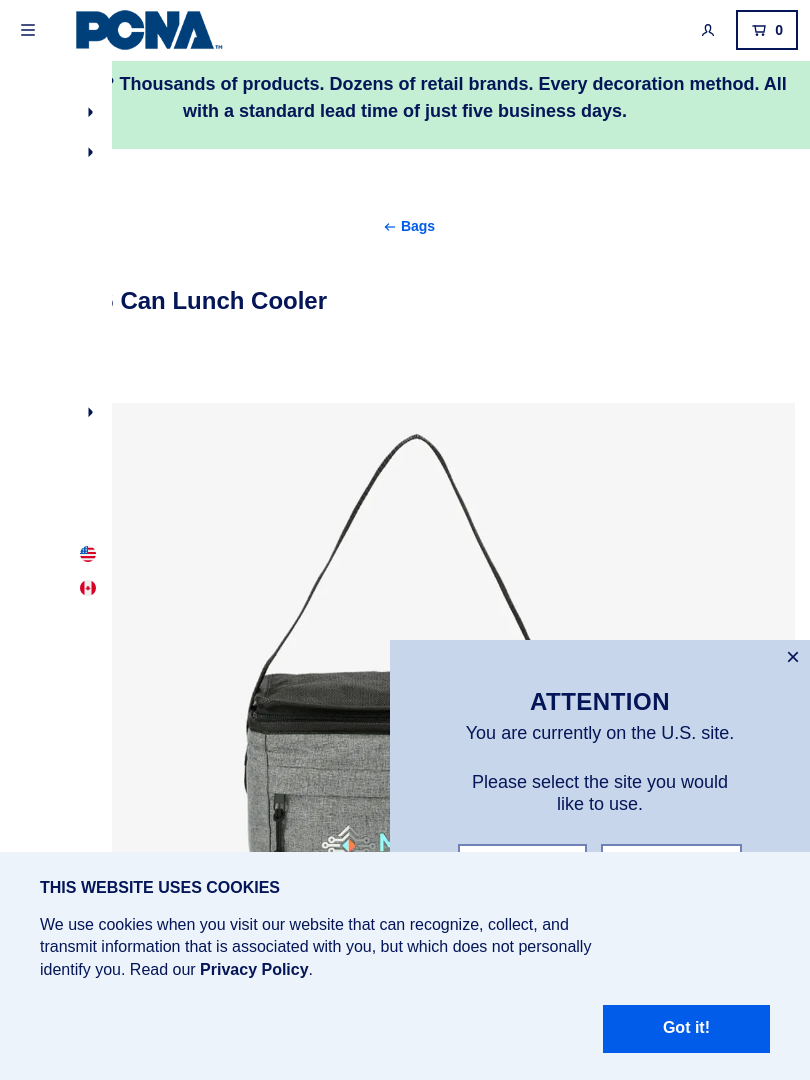 PCNA TM
0
Thousands of products. Dozens of retail brands. Every decoration method. All
with a standard lead time of just five business days.
← Bags
Can Lunch Cooler
ATTENTION
You are currently on the U.S. site.
Please select the site you would
like to use.
THIS WEBSITE USES COOKIES
We use cookies when you visit our website that can recognize, collect, and
transmit information that is associated with you, but which does not personally
identify you. Read our Privacy Policy.
Got it!